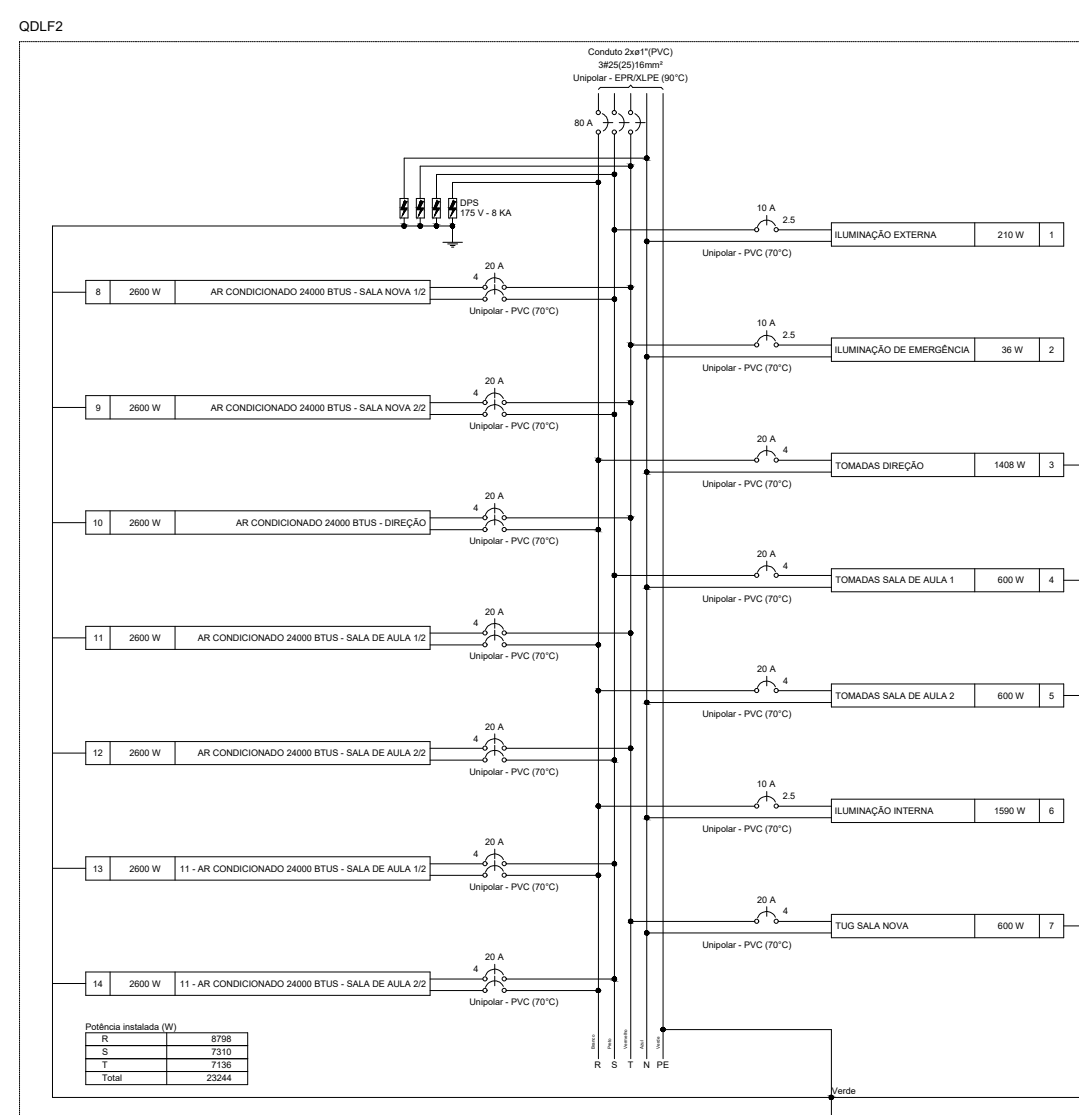 QDLF2
Conduto 2xø1"(PVC)
3#25(25)16mm²
Unipolar - EPR/XLPE (90°C)
80 A
DPS
175 V - 8 KA
10 A
2.5
ILUMINAÇÃO EXTERNA 210 W 1
Unipolar - PVC (70°C)
20 A
4
8 2600 W AR CONDICIONADO 24000 BTUS - SALA NOVA 1/2
Unipolar - PVC (70°C)
10 A
2.5
ILUMINAÇÃO DE EMERGÊNCIA 36 W 2
Unipolar - PVC (70°C)
20 A
4
9 2600 W AR CONDICIONADO 24000 BTUS - SALA NOVA 2/2
Unipolar - PVC (70°C)
20 A
4
TOMADAS DIREÇÃO 1408 W 3
Unipolar - PVC (70°C)
20 A
4
10 2600 W AR CONDICIONADO 24000 BTUS - DIREÇÃO
Unipolar - PVC (70°C)
20 A
4
TOMADAS SALA DE AULA 1 600 W 4
Unipolar - PVC (70°C)
20 A
4
11 2600 W AR CONDICIONADO 24000 BTUS - SALA DE AULA 1/2
Unipolar - PVC (70°C)
20 A
4
TOMADAS SALA DE AULA 2 600 W 5
Unipolar - PVC (70°C)
20 A
4
12 2600 W AR CONDICIONADO 24000 BTUS - SALA DE AULA 2/2
Unipolar - PVC (70°C)
10 A
2.5
ILUMINAÇÃO INTERNA 1590 W 6
Unipolar - PVC (70°C)
20 A
4
13 2600 W 11 - AR CONDICIONADO 24000 BTUS - SALA DE AULA 1/2
Unipolar - PVC (70°C)
20 A
4
TUG SALA NOVA 600 W 7
Unipolar - PVC (70°C)
20 A
4
14 2600 W 11 - AR CONDICIONADO 24000 BTUS - SALA DE AULA 2/2
Unipolar - PVC (70°C)
Potência instalada (W)
R 8798
S 7310
T 7136
Total 23244
Branco Preto Vermelho Azul Verde
R S T N PE
Verde